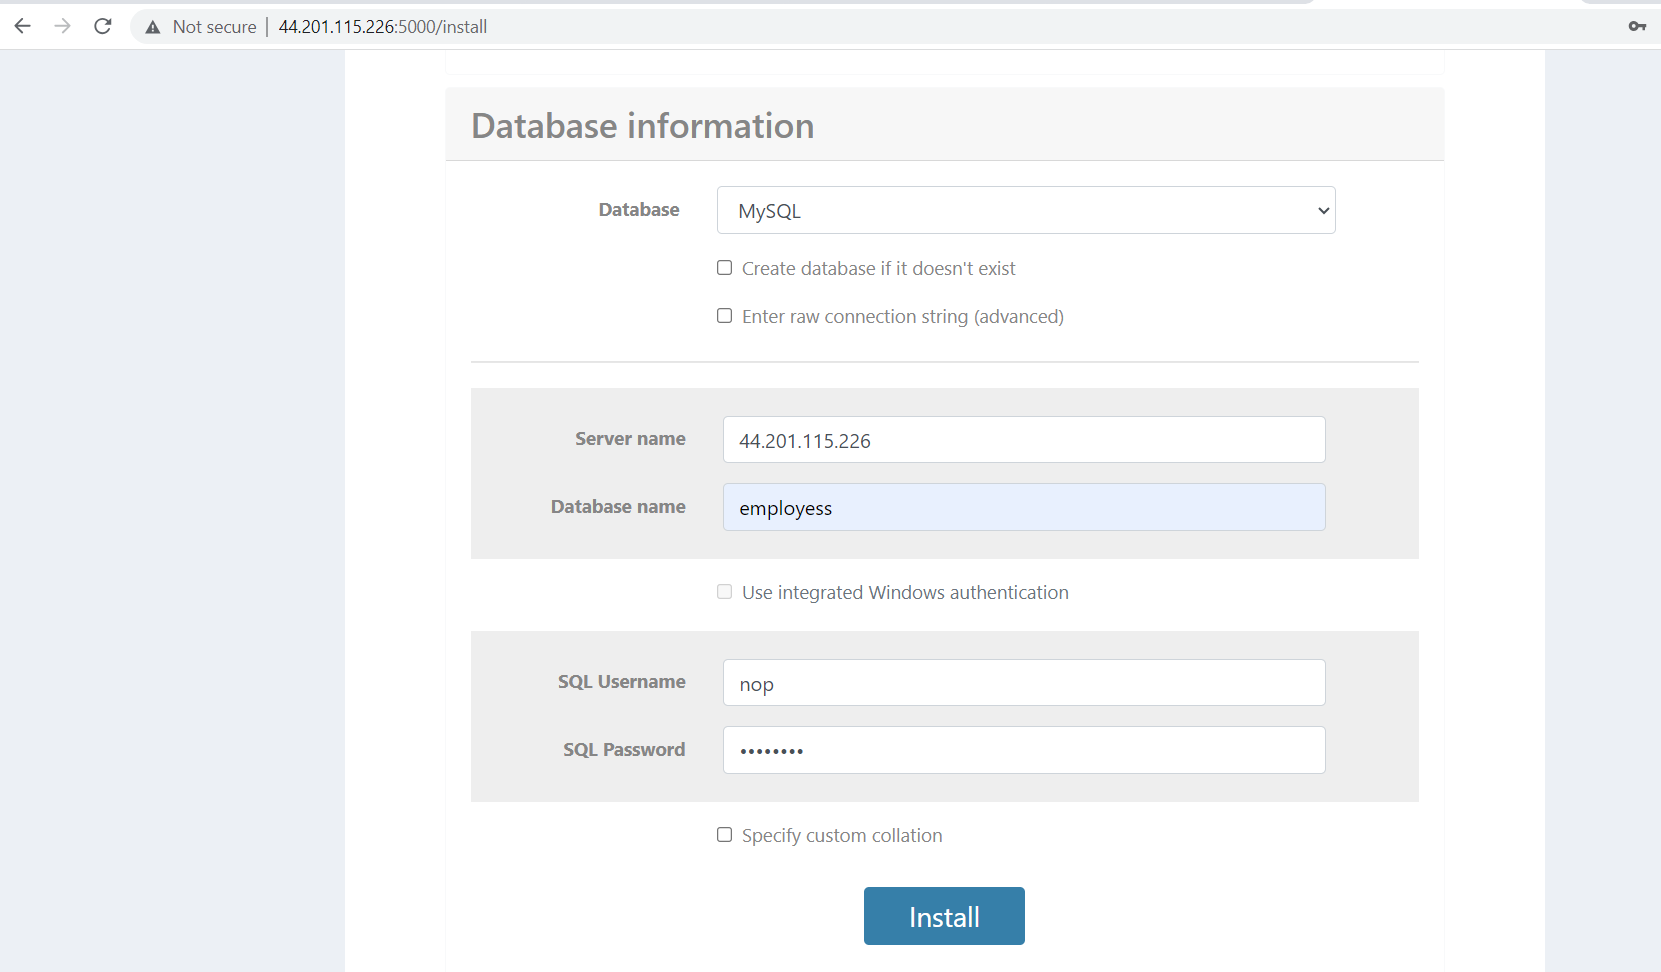 Not secure | 44.201.115.226:5000/install
Database information
Database MySQL
Create database if it doesn't exist
Enter raw connection string (advanced)
Server name 44.201.115.226
Database name employess
Use integrated Windows authentication
SQL Username nop
SQL Password ••••••••
Specify custom collation
Install